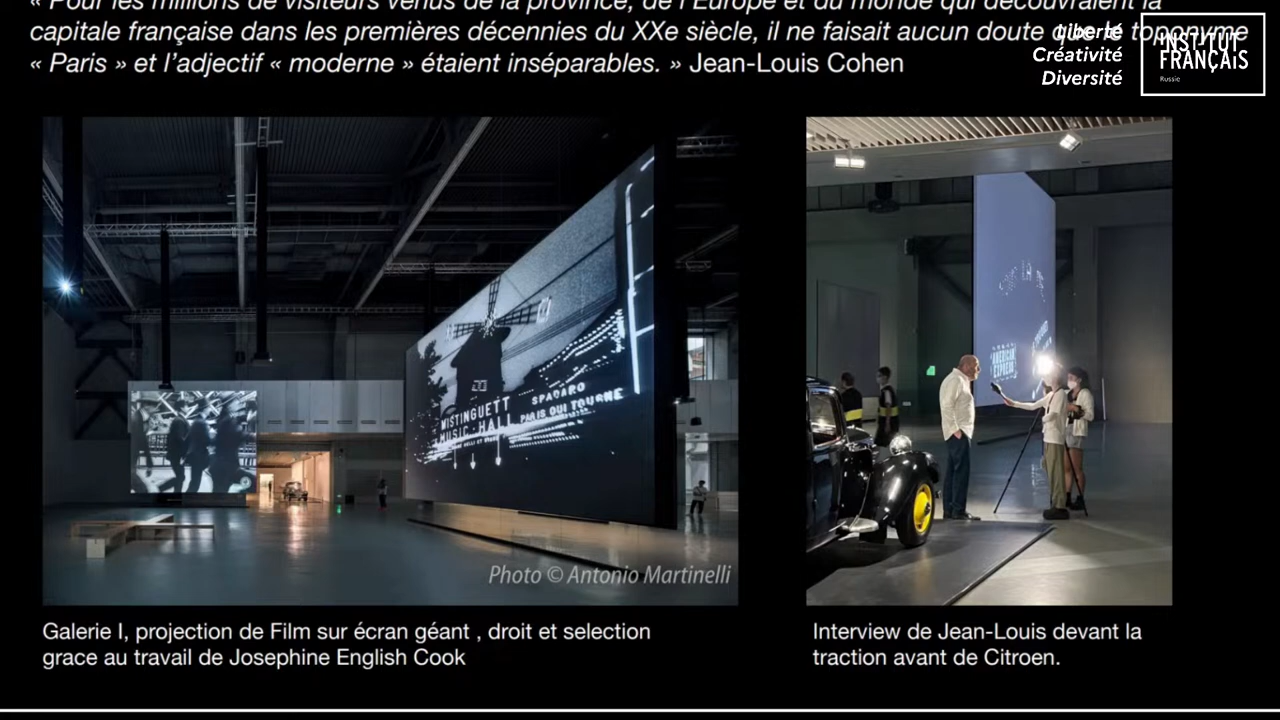 « Pour les millions de visiteurs venus de la province, de l'Europe et du monde qui découvraient la
capitale française dans les premières décennies du XXe siècle, il ne faisait aucun doute que le toponyme
« Paris » et l'adjectif « moderne » étaient inséparables. » Jean-Louis Cohen
Liberté
Créativité
Diversité
INSTITUT
FRANÇAIS
Russie
MISTINGUETT
MUSIC-HALL
SPADARO
PARIS QUI TOURNE
AMERICAN
EXPRESS
Photo © Antonio Martinelli
Galerie I, projection de Film sur écran géant , droit et selection
grace au travail de Josephine English Cook
Interview de Jean-Louis devant la
traction avant de Citroen.